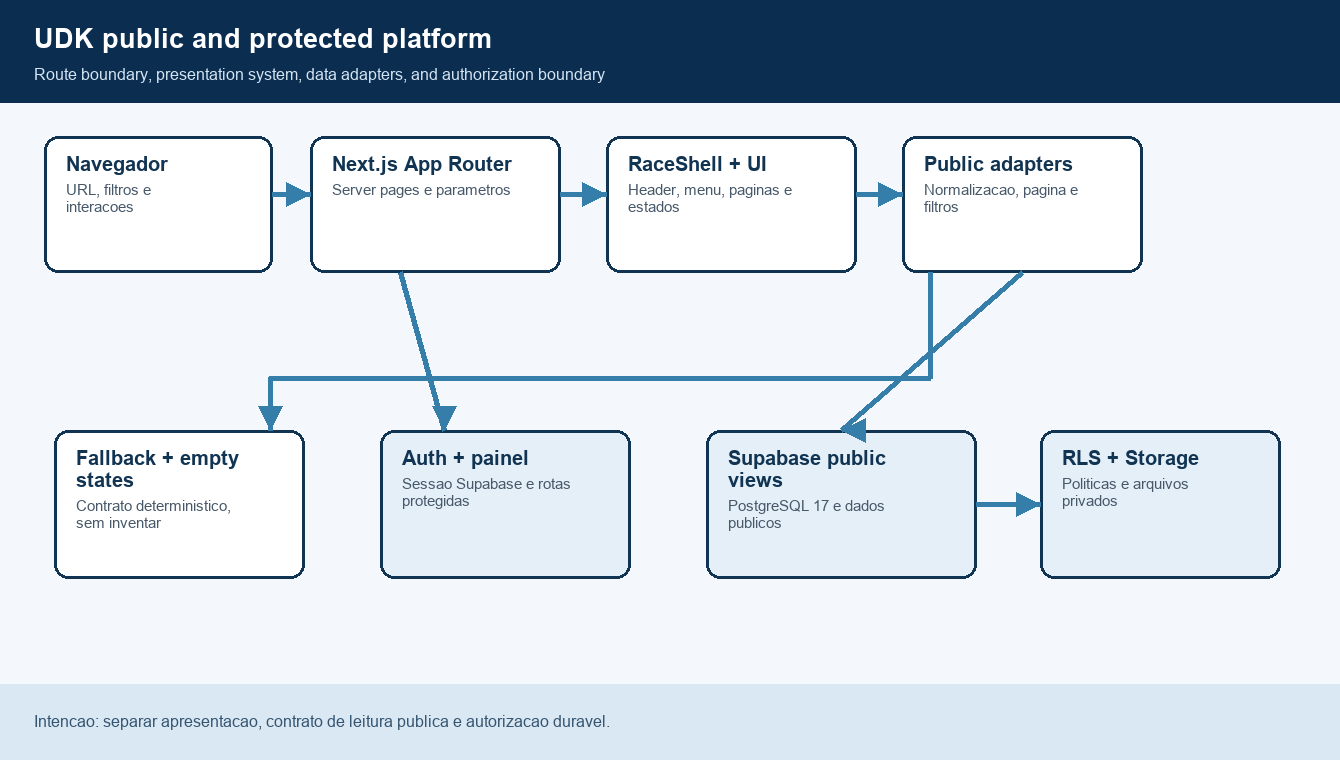 UDK public and protected platform
Route boundary, presentation system, data adapters, and authorization boundary
Navegador
URL, filtros e
interacoes
Next.js App Router
Server pages e parametros
RaceShell + UI
Header, menu, paginas e
estados
Public adapters
Normalizacao, pagina e
filtros
Fallback + empty
states
Contrato deterministico,
sem inventar
Auth + painel
Sessao Supabase e rotas
protegidas
Supabase public
views
PostgreSQL 17 e dados
publicos
RLS + Storage
Politicas e arquivos
privados
Intencao: separar apresentacao, contrato de leitura publica e autorizacao duravel.